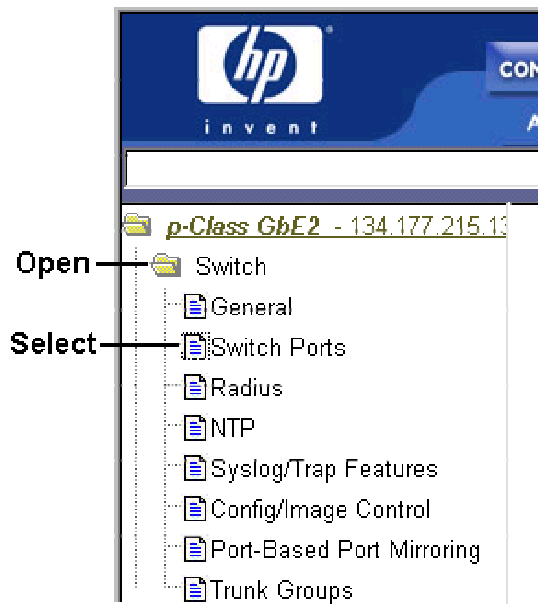 hp
invent
CON
A
p-Class GbE2 - 134.177.215.13
Open
Switch
General
Select
Switch Ports
Radius
NTP
Syslog/Trap Features
Config/Image Control
Port-Based Port Mirroring
Trunk Groups